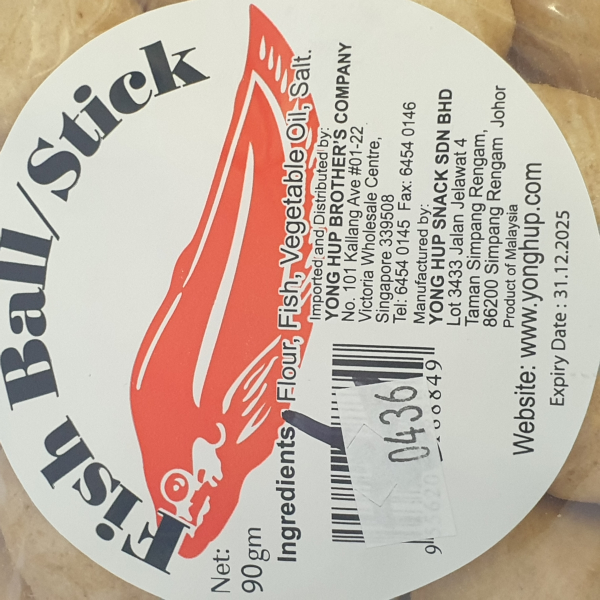 Fish Ball/Stick
Net:
90gm
Ingredients: Flour, Fish, Vegetable Oil, Salt.
Imported and Distributed by:
YONG HUP BROTHER'S COMPANY
No. 101 Kallang Ave #01-22
Victoria Wholesale Centre,
Singapore 339508
Tel: 6454 0145 Fax: 6454 0146
Manufactured by:
YONG HUP SNACK SDN BHD
Lot 3433 Jalan Jelawat 4
Taman Simpang Rengam,
86200 Simpang Rengam Johor
Product of Malaysia
Website: www.yonghup.com
Expiry Date : 31.12.2025
0436